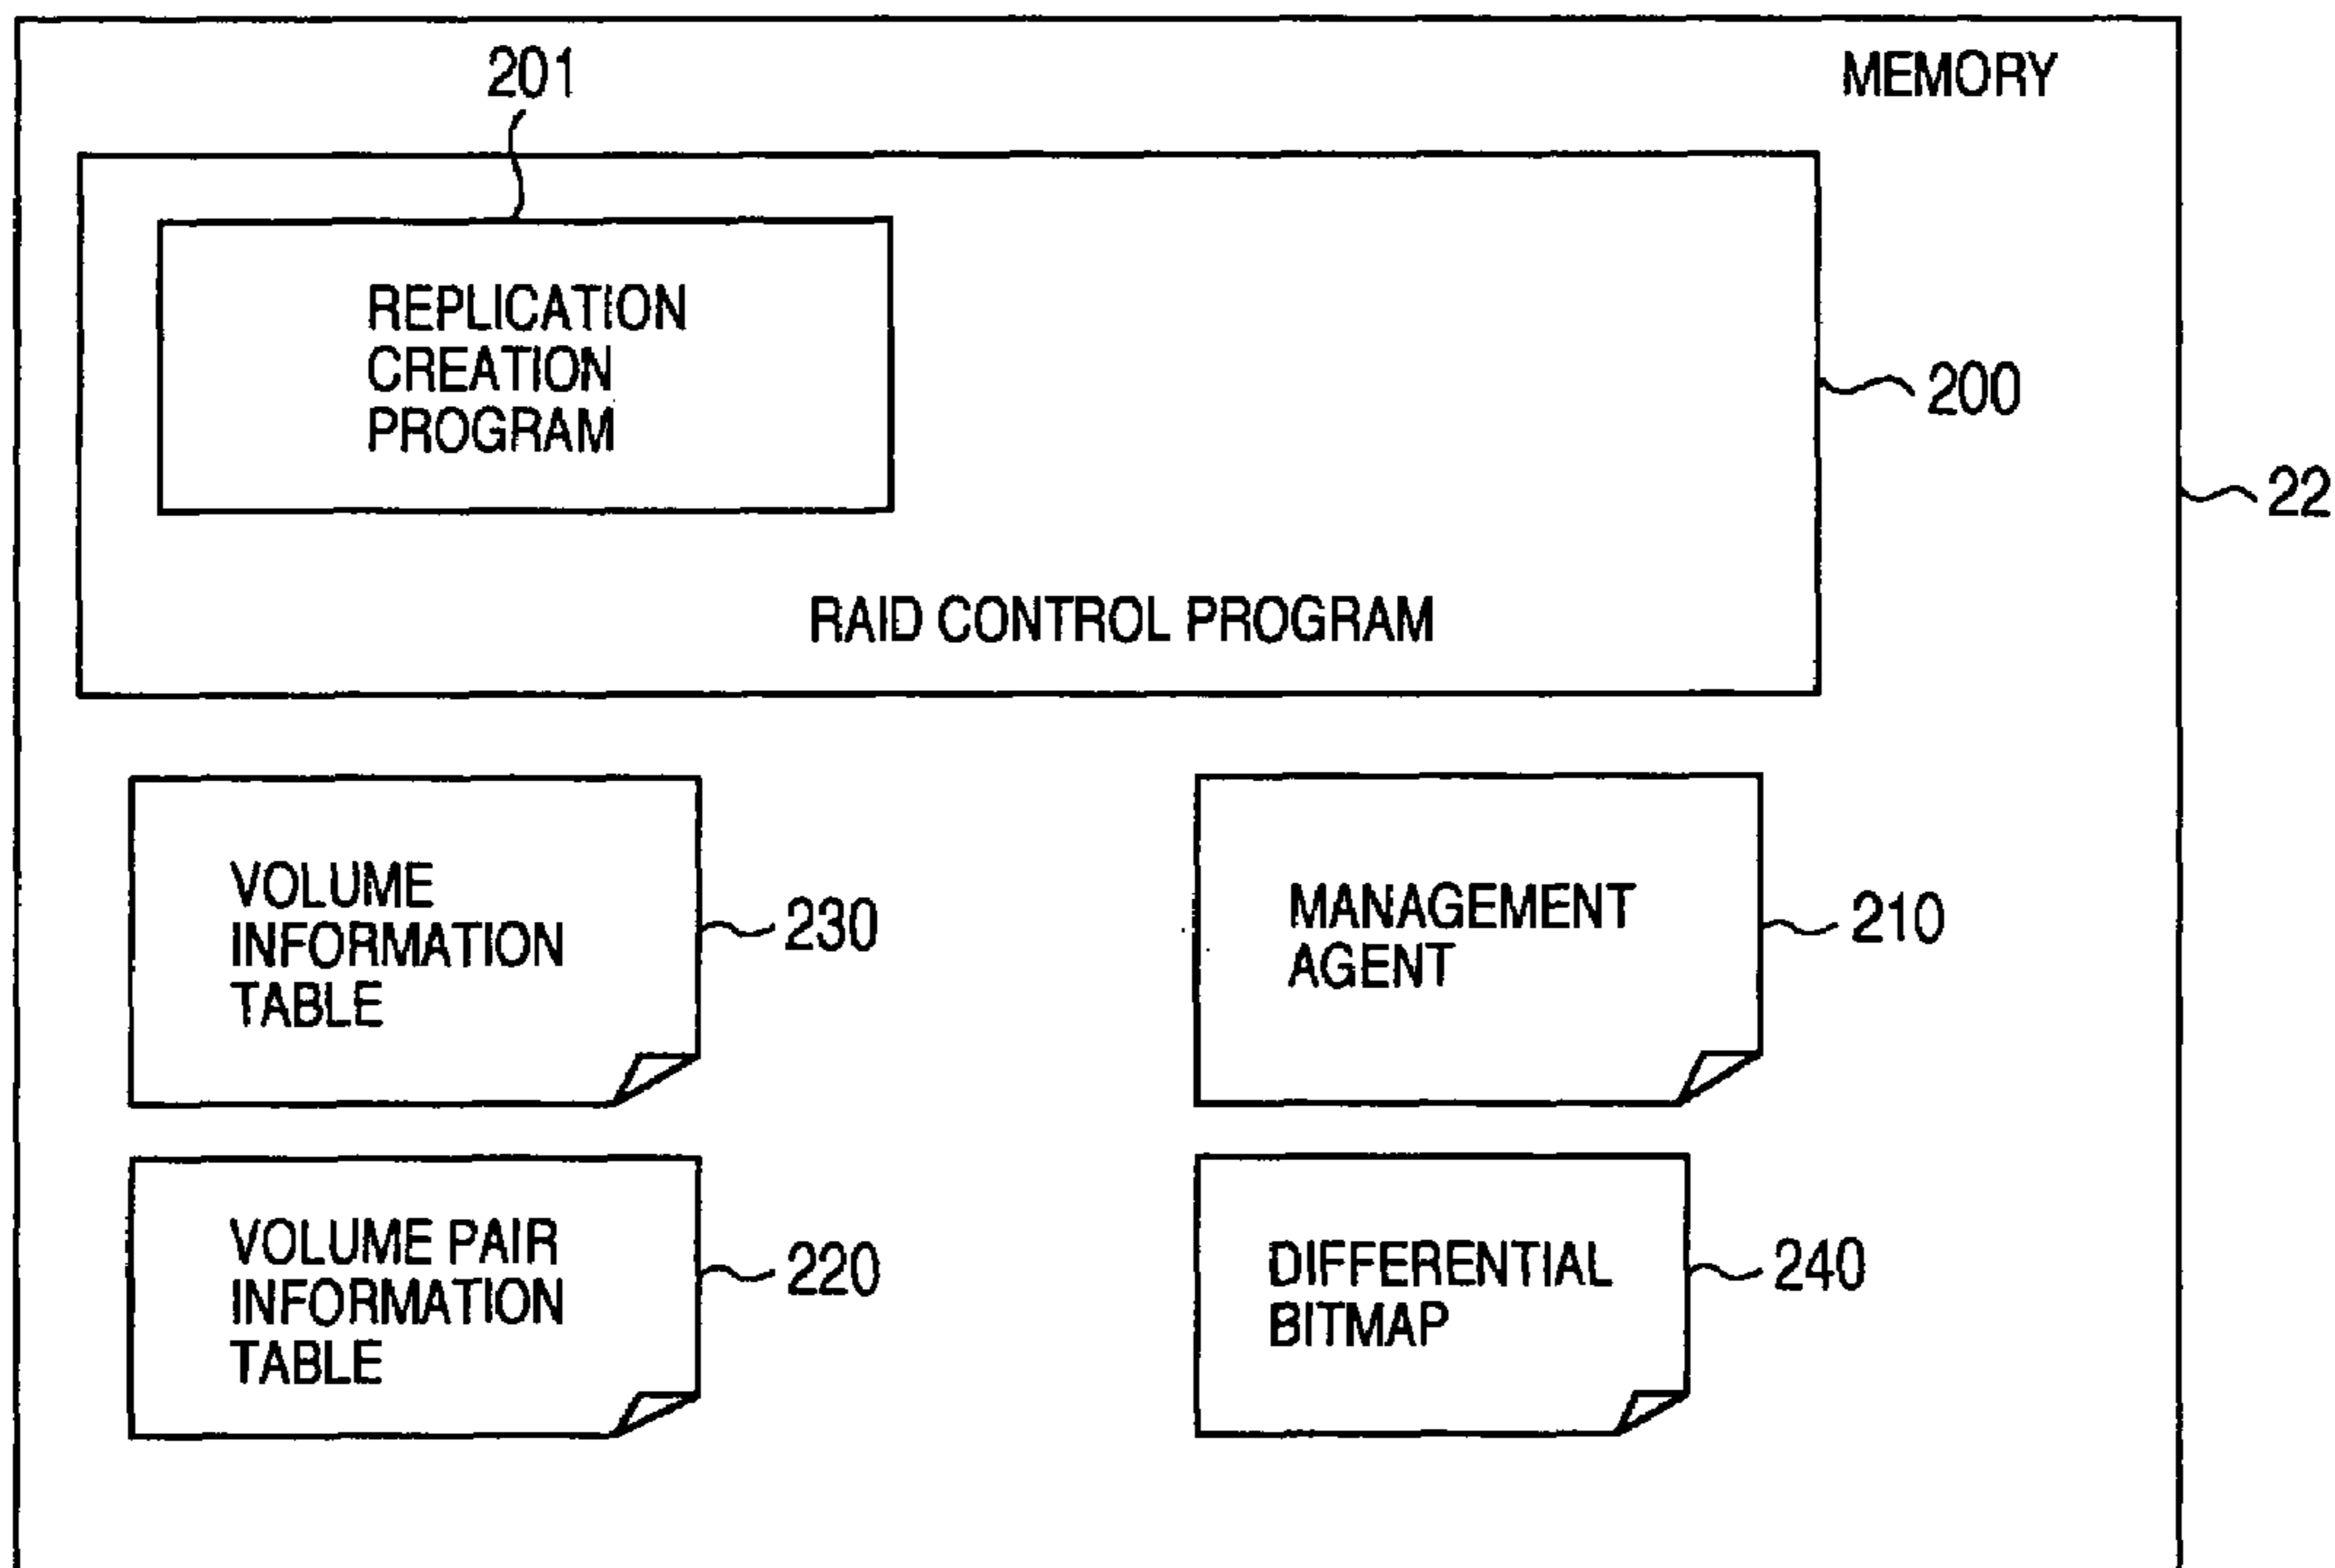 MEMORY
201
REPLICATION
CREATION
PROGRAM
200
22
RAID CONTROL PROGRAM
VOLUME
INFORMATION
TABLE
230
MANAGEMENT
AGENT
210
VOLUME PAIR
INFORMATION
TABLE
220
DIFFERENTIAL
BITMAP
240